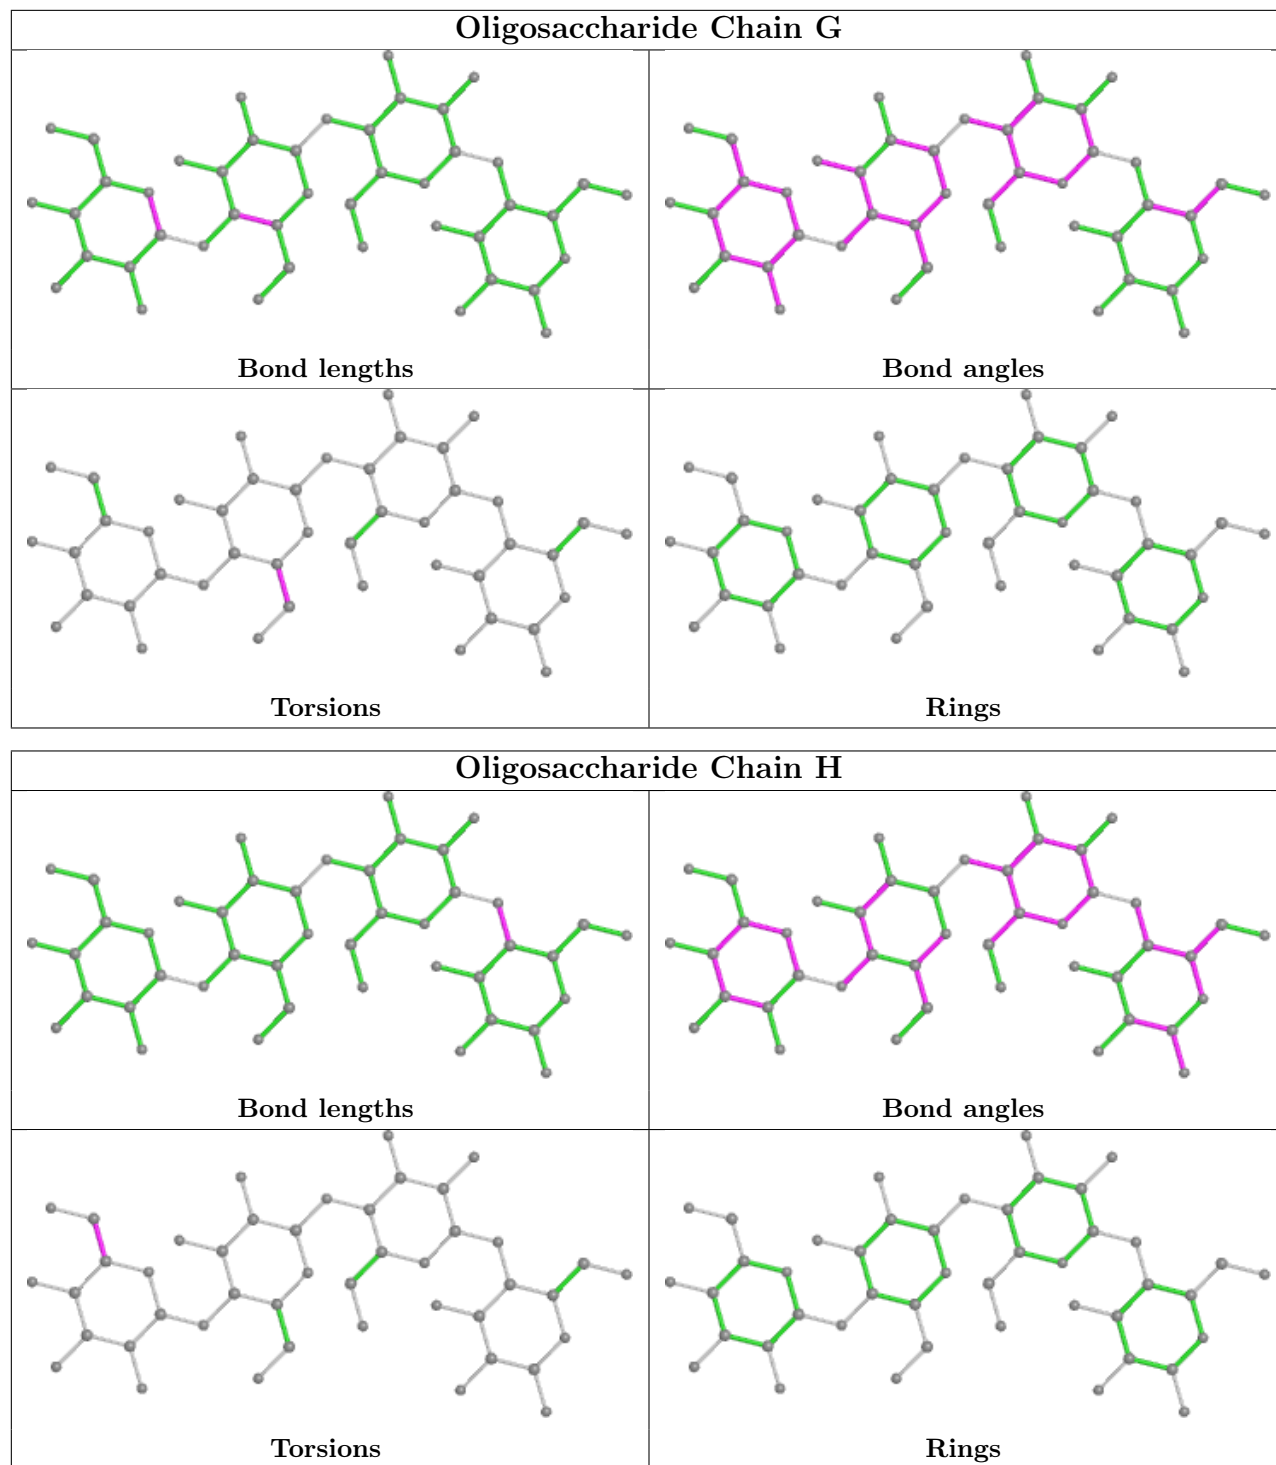 Oligosaccharide Chain G
Bond lengths
Bond angles
Torsions
Rings
Oligosaccharide Chain H
Bond lengths
Bond angles
Torsions
Rings